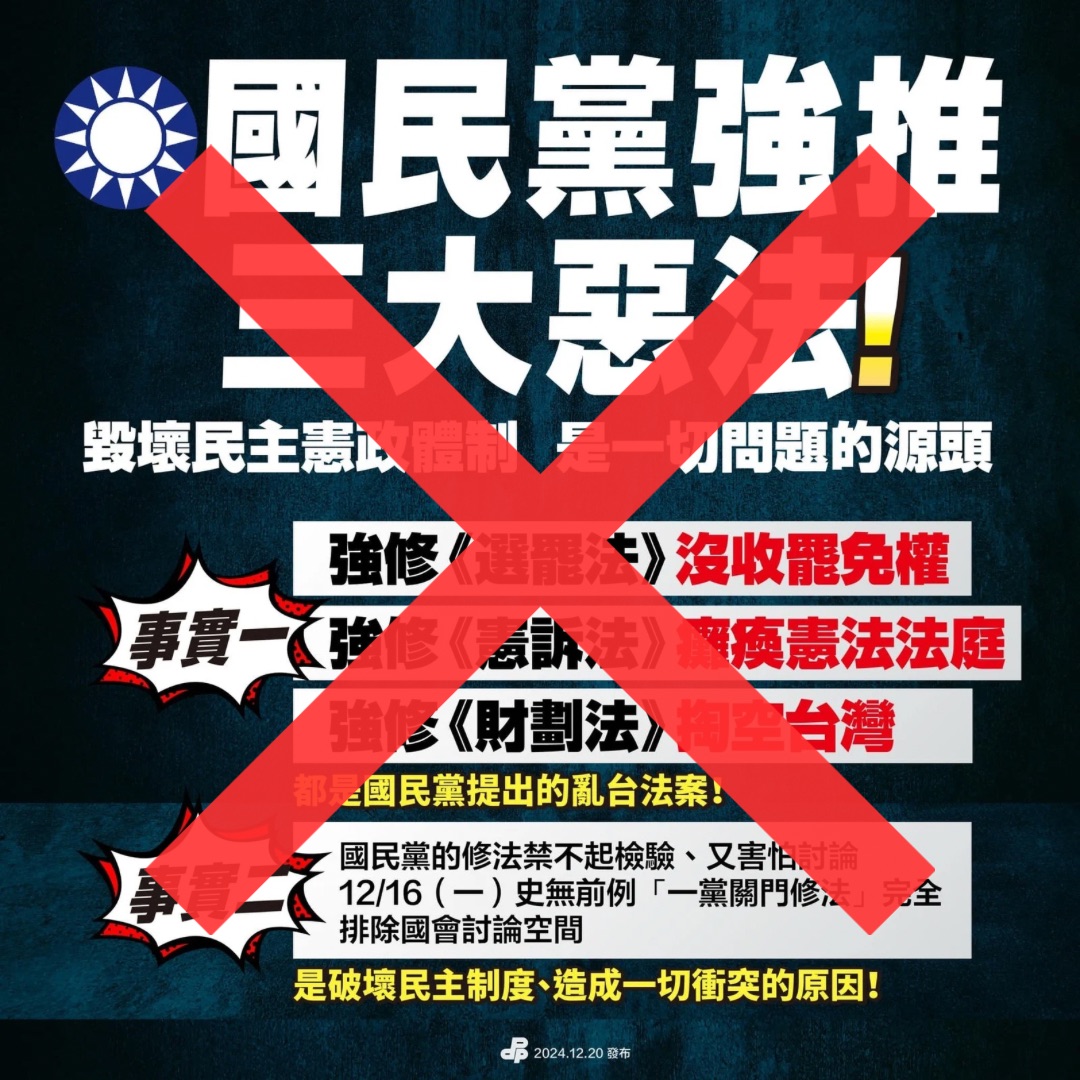 國民黨強推
三大惡法!
毀壞民主憲政體制 是一切問題的源頭
事實一
強修《選罷法》沒收罷免權
強修《憲訴法》癱瘓憲法法庭
強修《財劃法》掏空台灣
都是國民黨提出的亂台法案!
事實二
國民黨的修法禁不起檢驗、又害怕討論
12/16(一)史無前例「一黨關門修法」完全
排除國會討論空間
是破壞民主制度、造成一切衝突的原因!
DPP 2024.12.20 發布